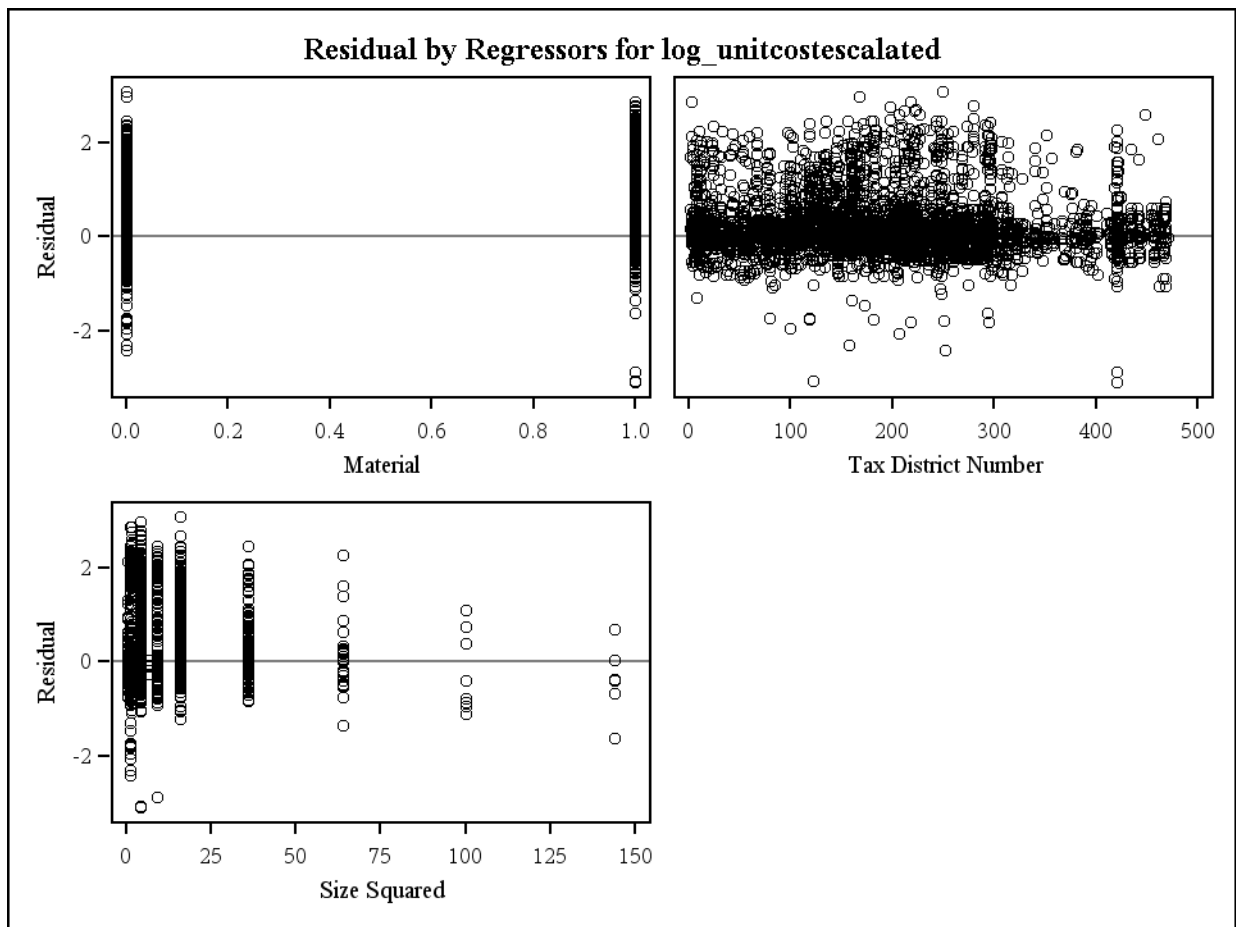 Residual by Regressors for log_unitcostescalated
Residual
2
0
-2
0.0 0.2 0.4 0.6 0.8 1.0
Material
0 100 200 300 400 500
Tax District Number
Residual
2
0
-2
0 25 50 75 100 125 150
Size Squared